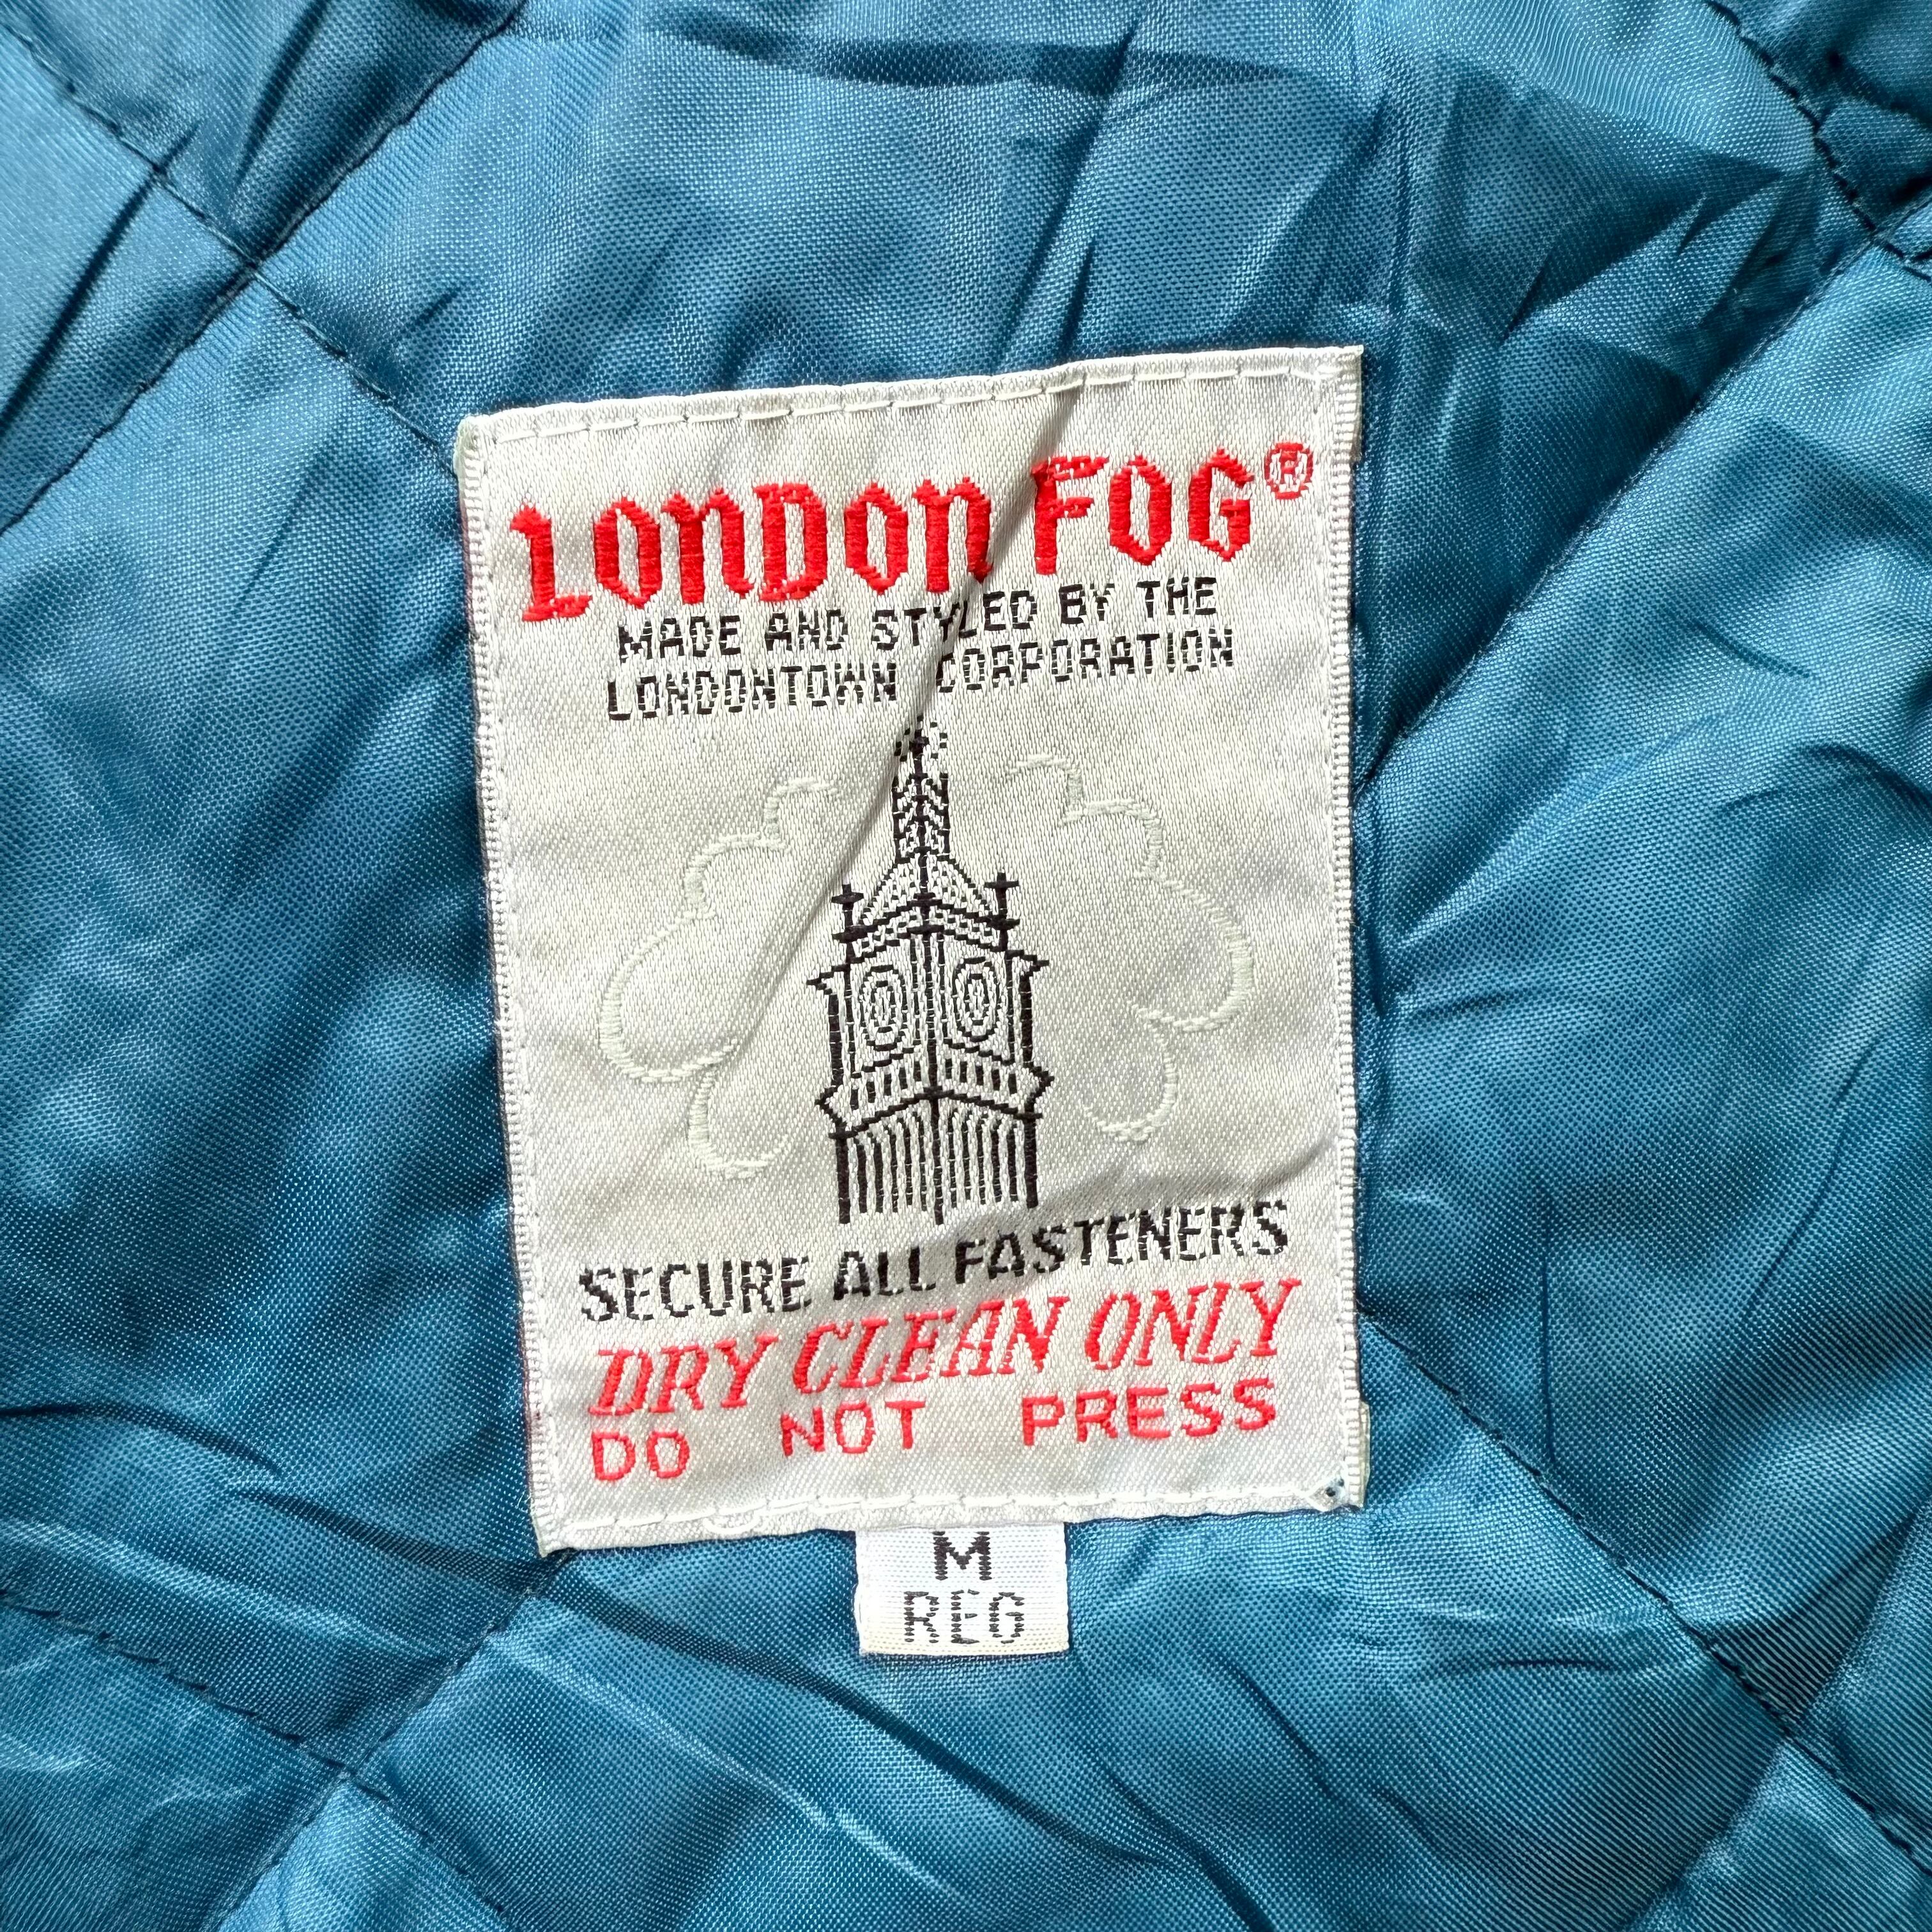 LONDON FOG®
MADE AND STYLED BY THE
LONDONTOWN CORPORATION
SECURE ALL FASTENERS
DRY CLEAN ONLY
DO NOT PRESS
M
REG